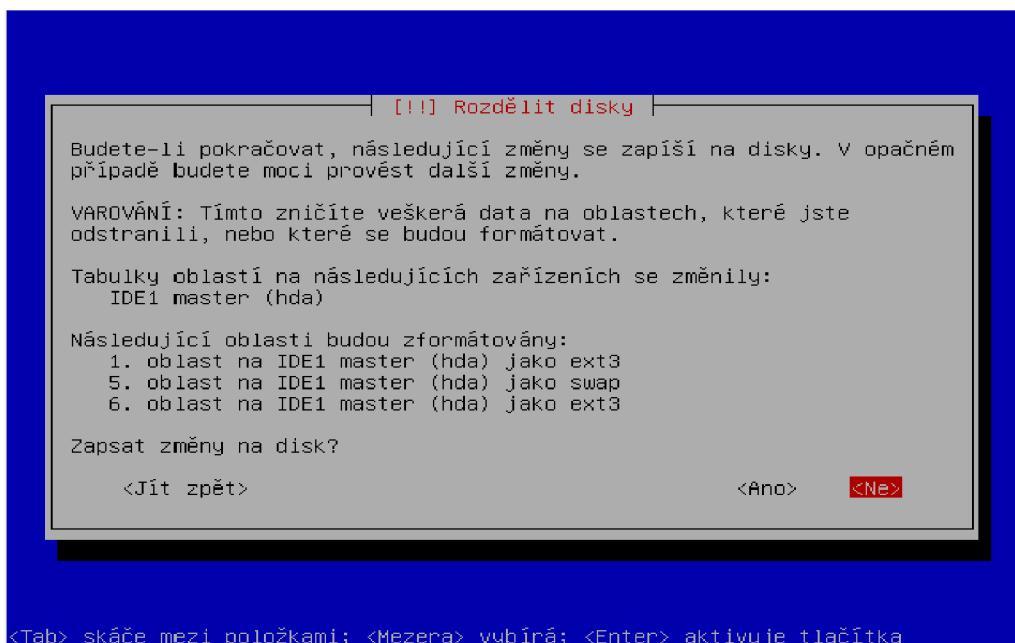 [!!] Rozdělit disky
Budete-li pokračovat, následující změny se zapíší na disky. V opačném
případě budete moci provést další změny.
VAROVÁNÍ: Tímto zničíte veškerá data na oblastech, které jste
odstranili, nebo které se budou formátovat.
Tabulky oblastí na následujících zařízeních se změnily:
IDE1 master (hda)
Následující oblasti budou zformátovány:
1. oblast na IDE1 master (hda) jako ext3
5. oblast na IDE1 master (hda) jako swap
6. oblast na IDE1 master (hda) jako ext3
Zapsat změny na disk?
<Jít zpět> <Ano> <Ne>
<Tab> skáče mezi položkami; <Mezera> vybírá; <Enter> aktivuje tlačítka